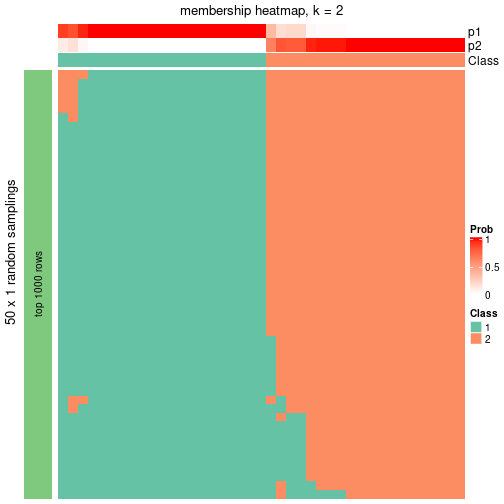 membership heatmap, k = 2
p1
p2
Class
50 x 1 random samplings
top 1000 rows
Prob
1
0.5
0
Class
1
2